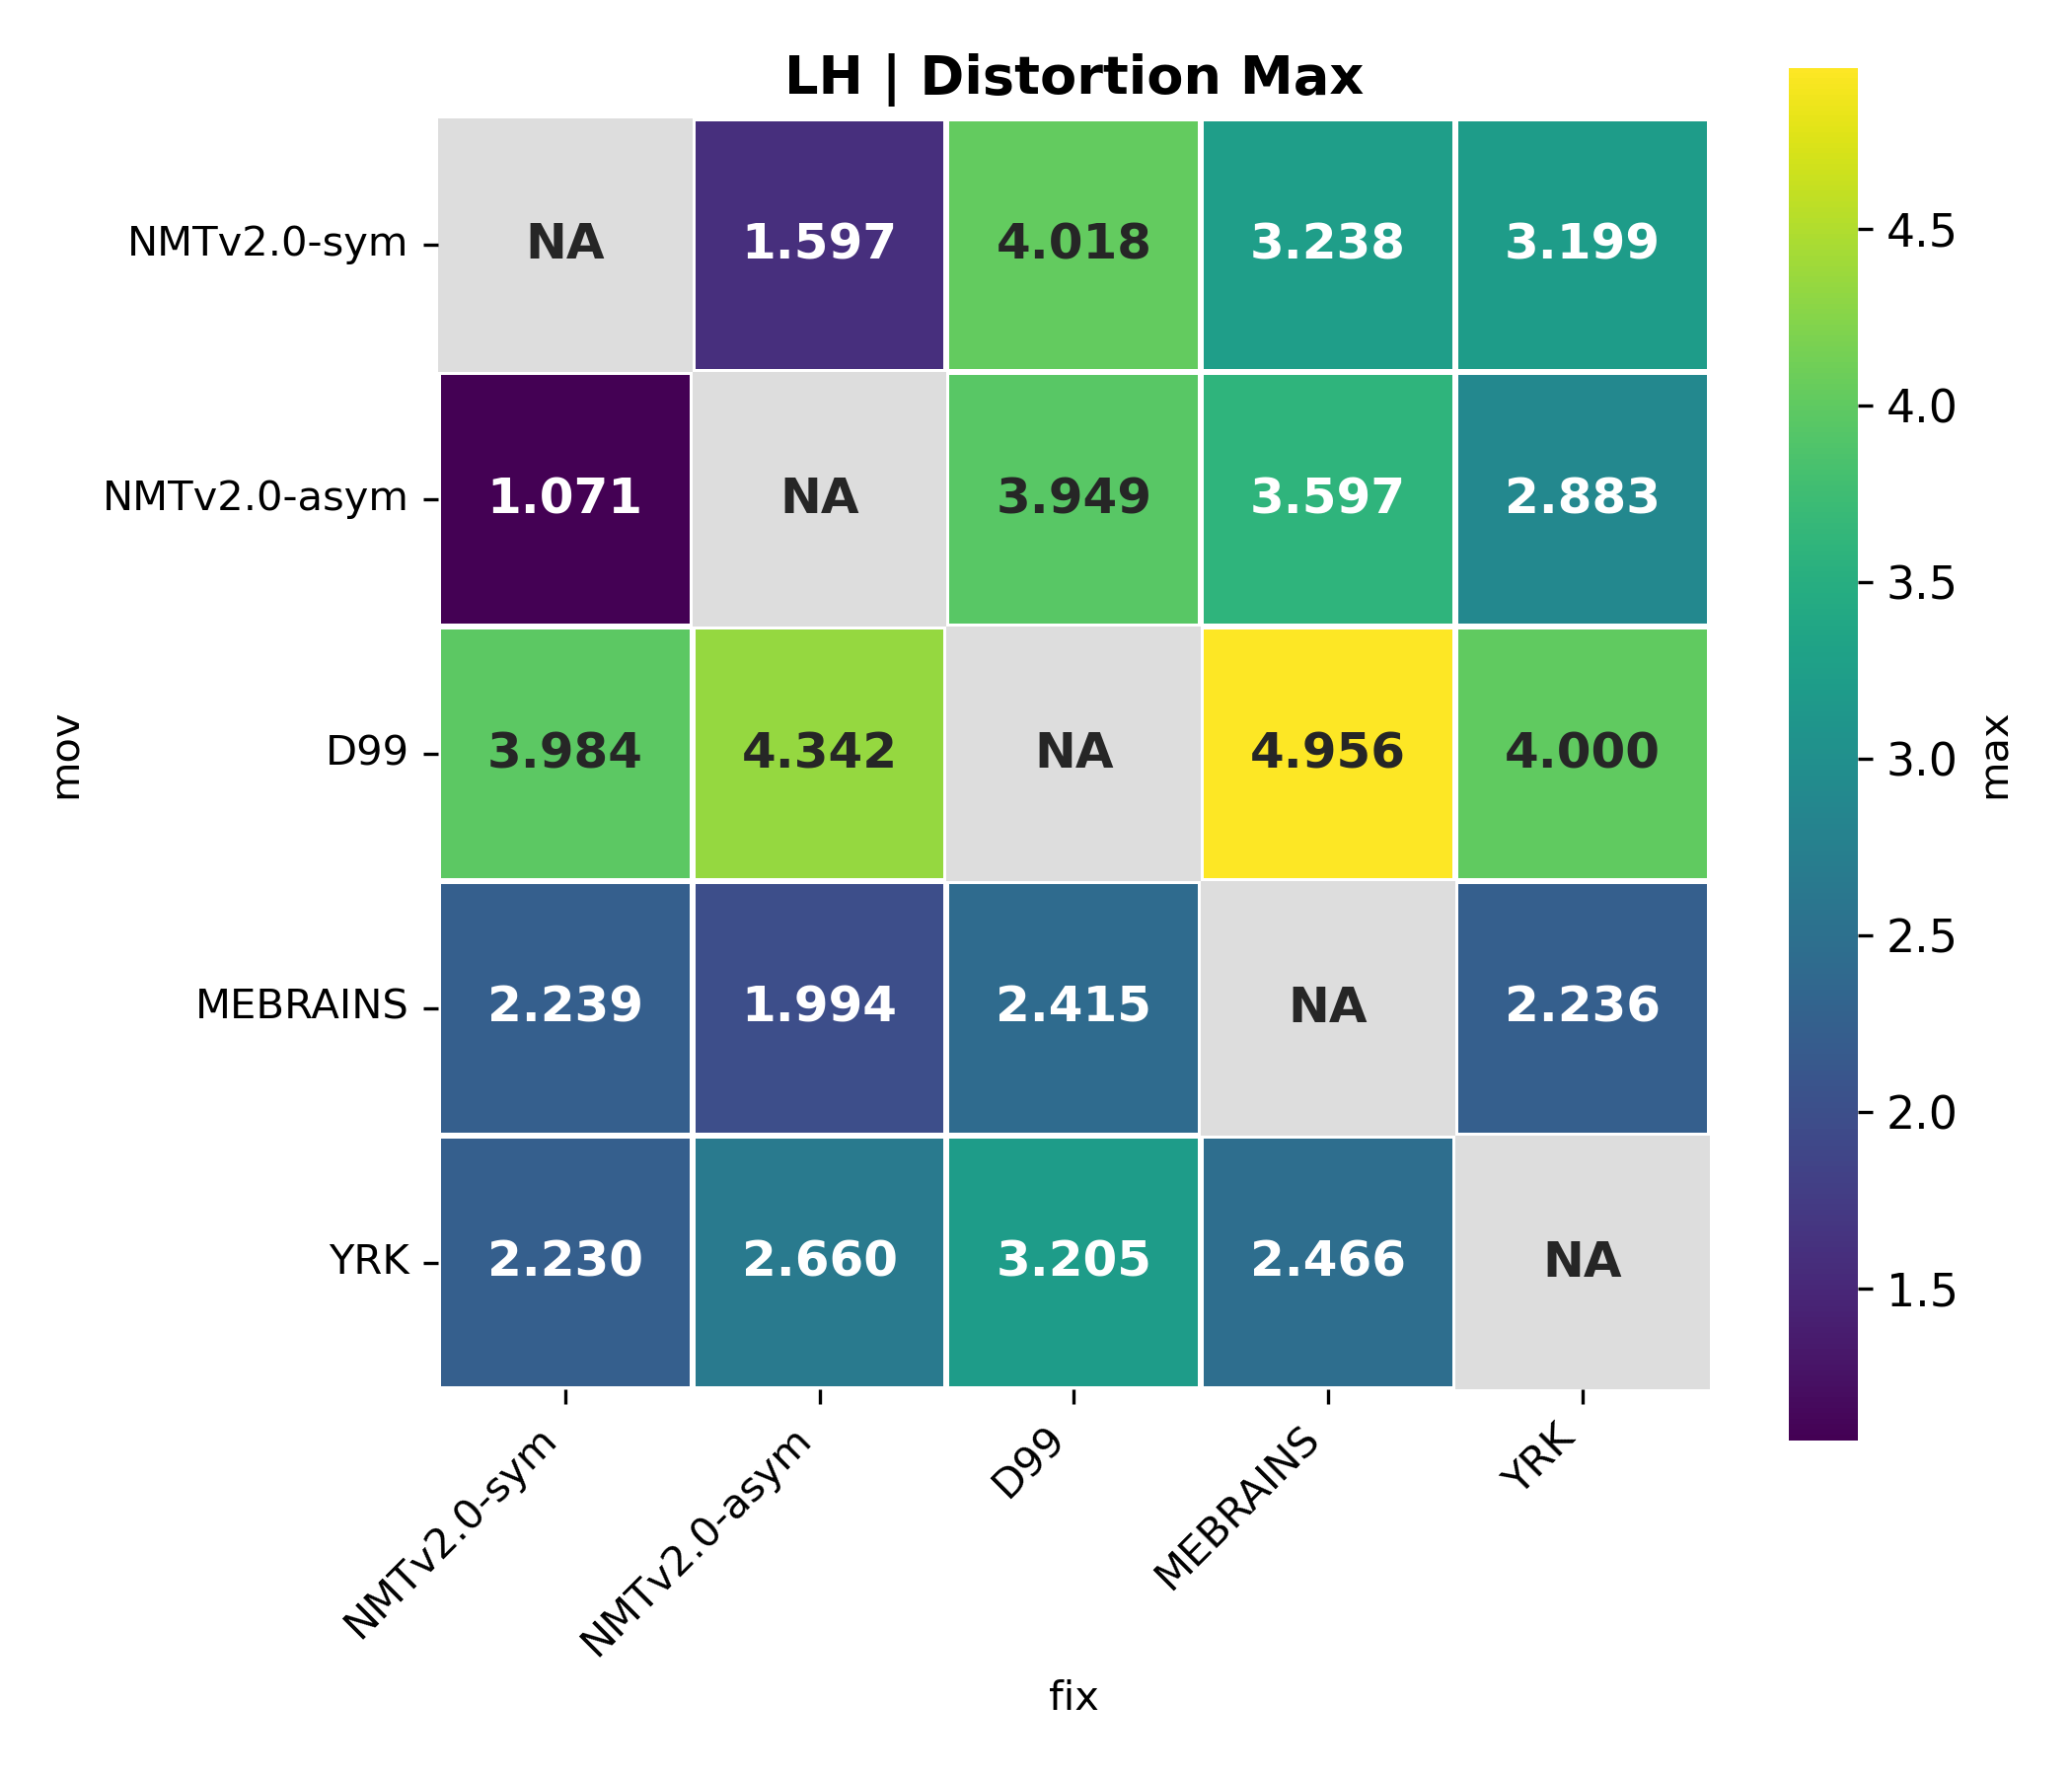 LH | Distortion Max
NMTv2.0-sym NA 1.597 4.018 3.238 3.199
NMTv2.0-asym 1.071 NA 3.949 3.597 2.883
D99 3.984 4.342 NA 4.956 4.000
MEBRAINS 2.239 1.994 2.415 NA 2.236
YRK 2.230 2.660 3.205 2.466 NA
mov
NMTv2.0-sym NMTv2.0-asym D99 MEBRAINS YRK
fix
4.5
4.0
3.5
3.0
2.5
2.0
1.5
max